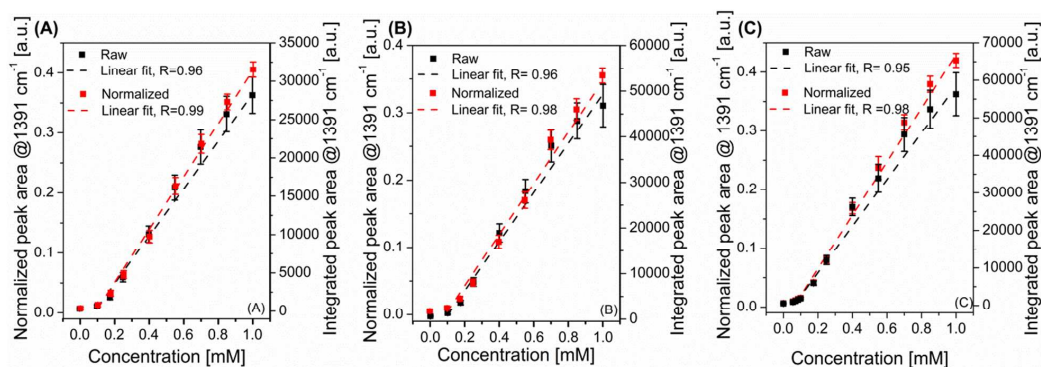 (A)
Normalized peak area @1391 cm⁻¹ [a.u.]
0.4
0.3
0.2
0.1
0.0
Raw
Linear fit, R=0.96
Normalized
Linear fit, R=0.99
(A)
0.0 0.2 0.4 0.6 0.8 1.0
Concentration [mM]
35000
30000
25000
20000
15000
10000
5000
0
Integrated peak area @1391 cm⁻¹ [a.u.]
(B)
Normalized peak area @1391 cm⁻¹ [a.u.]
0.4
0.3
0.2
0.1
0.0
Raw
Linear fit, R= 0.96
Normalized
Linear fit, R = 0.98
(B)
0.0 0.2 0.4 0.6 0.8 1.0
Concentration [mM]
60000
50000
40000
30000
20000
10000
0
Integrated peak area @1391 cm⁻¹ [a.u.]
(C)
Normalized peak area @1391 cm⁻¹ [a.u.]
0.4
0.3
0.2
0.1
0.0
Raw
Linear fit, R= 0.95
Normalized
Linear fit, R =0.98
(C)
0.0 0.2 0.4 0.6 0.8 1.0
Concentration [mM]
70000
60000
50000
40000
30000
20000
10000
0
Integrated peak area @1391 cm⁻¹ [a.u.]